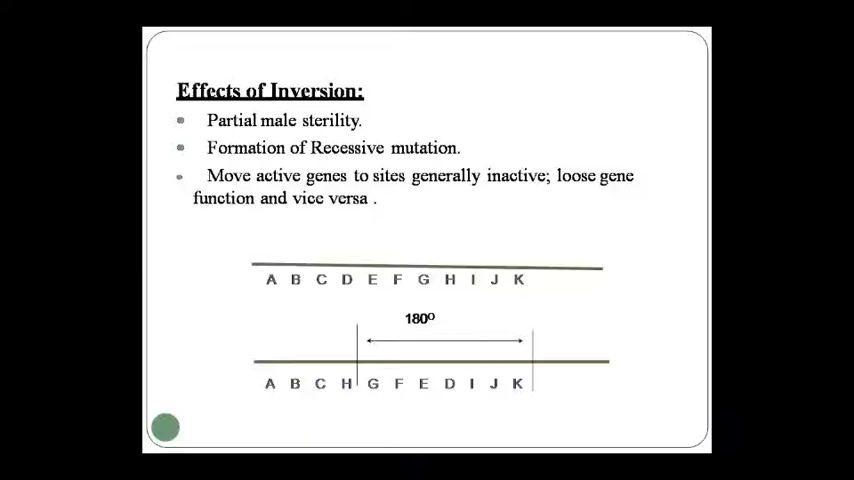 Effects of Inversion:
Partial male sterility.
Formation of Recessive mutation.
Move active genes to sites generally inactive; loose gene
function and vice versa .
A B C D E F G H I J K
180O
A B C H G F E D I J K